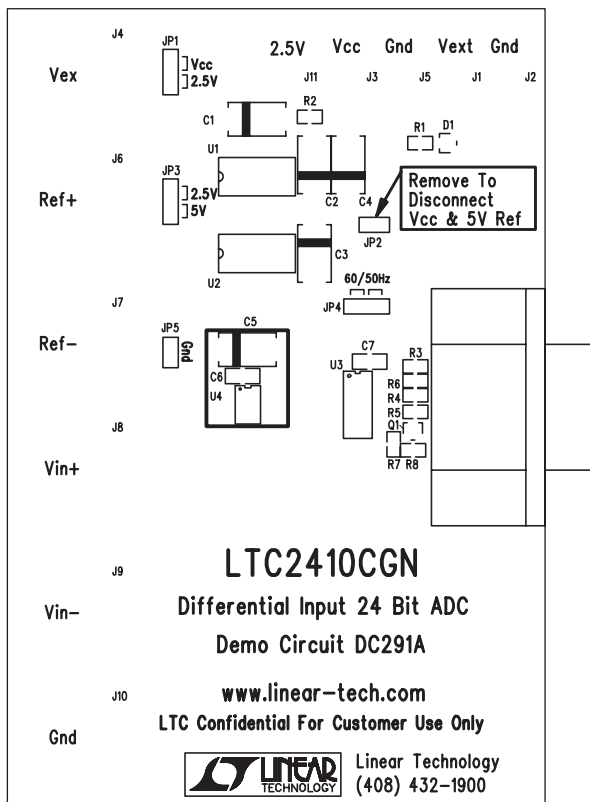 J4
JP1
Vcc
2.5V
Vex
2.5V Vcc Gnd Vext Gnd
J11 J3 J5 J1 J2
R2
C1
R1 D1
J6
U1
JP3
2.5V
5V
Ref+
C2 C4
Remove To
Disconnect
Vcc & 5V Ref
JP2
C3
U2
60/50Hz
J7
JP4
JP5
Gnd
Ref-
C5
C6
U4
C7
U3
R3
R6
R4
R5
Q1
R7 R8
J8
Vin+
J9
Vin-
LTC2410CGN
Differential Input 24 Bit ADC
Demo Circuit DC291A
J10
Gnd
www.linear-tech.com
LTC Confidential For Customer Use Only
LT LINEAR
TECHNOLOGY
Linear Technology
(408) 432-1900